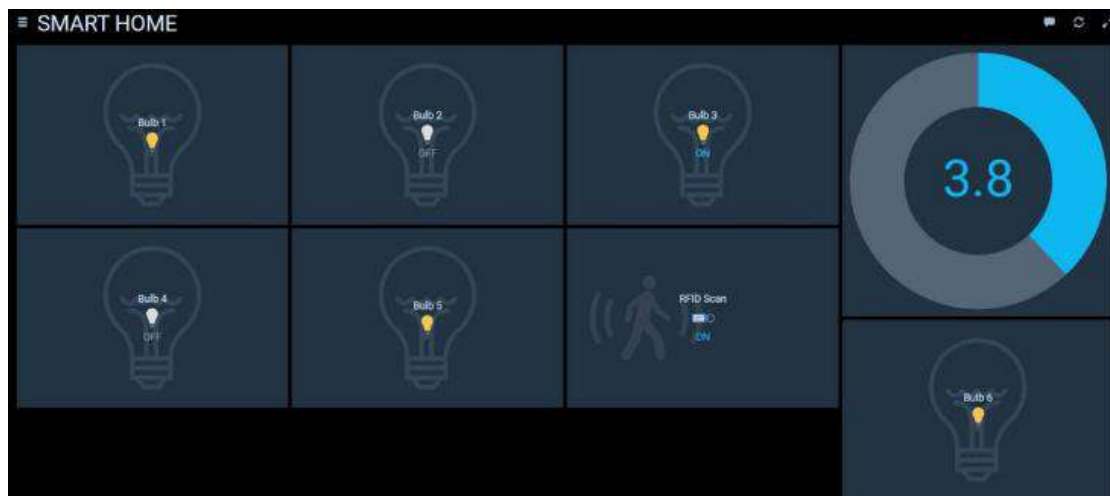 SMART HOME
Bulb 1
Bulb 2
OFF
Bulb 3
ON
3.8
Bulb 4
OFF
Bulb 5
RFID Scan
ON
Bulb 6